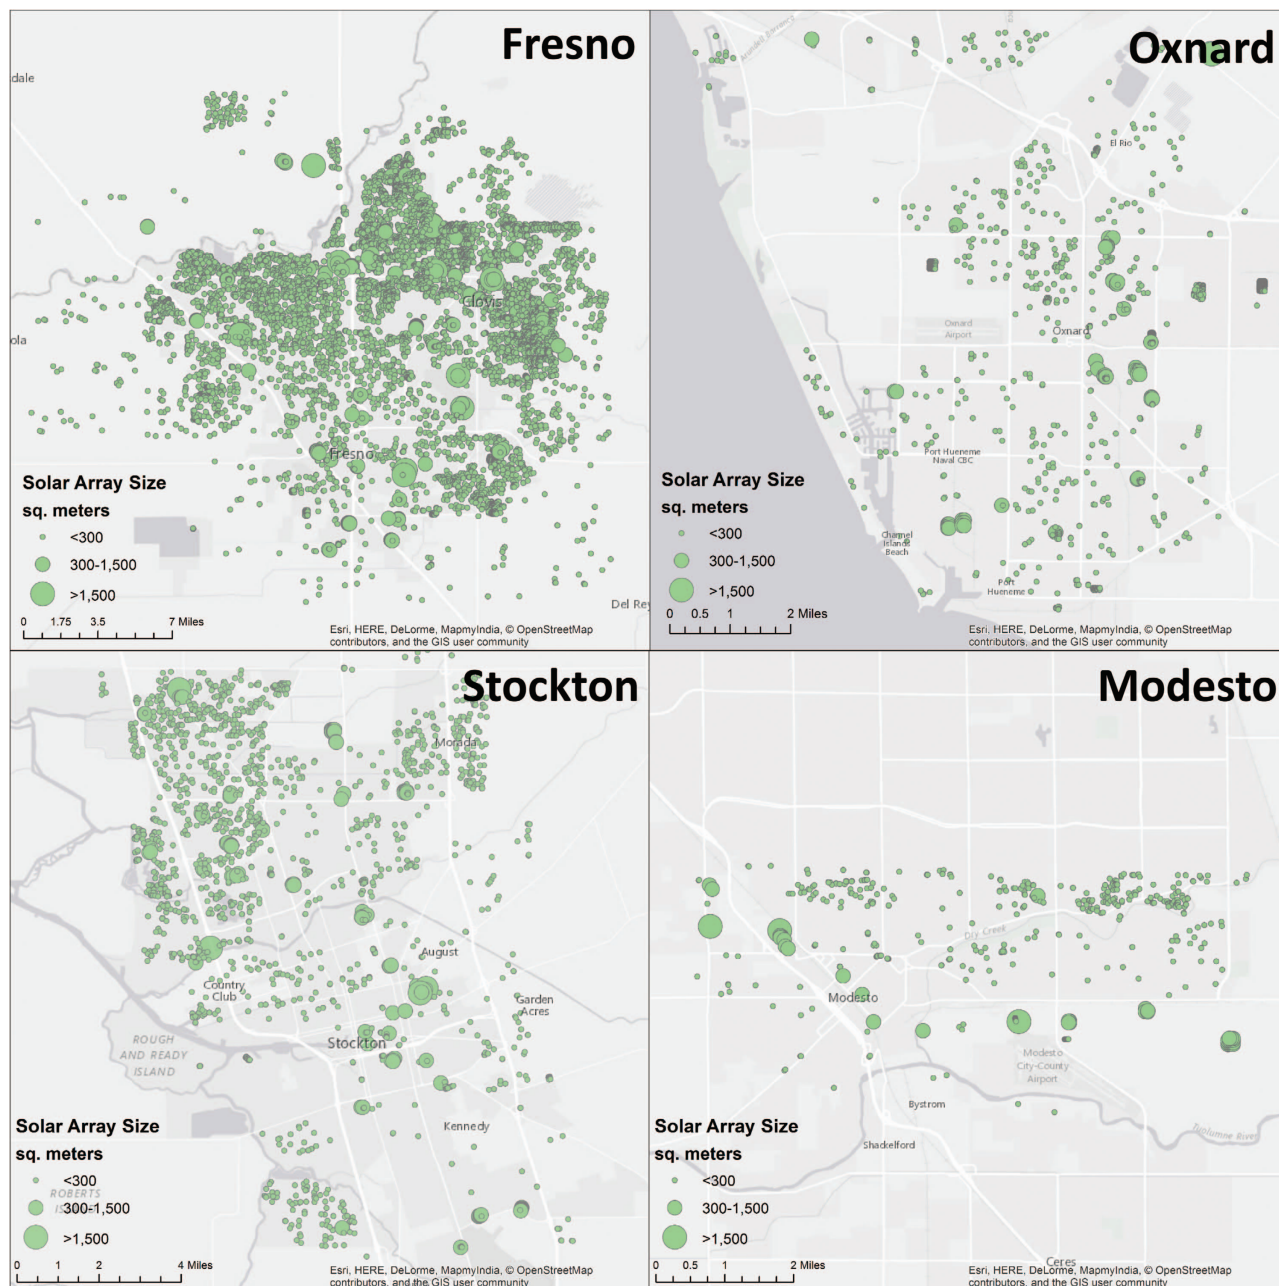 Fresno
dale
Clovis
ola
Fresno
Solar Array Size
sq. meters
<300
300-1,500
>1,500
0 1.75 3.5 7 Miles
Del Rey
Esri, HERE, DeLorme, MapmyIndia, © OpenStreetMap
contributors, and the GIS user community
Oxnard
Arundell Barranca
El Rio
Oxnard
Airport
Oxnard
Port Hueneme
Naval CBC
Channel
Islands
Beach
Port
Hueneme
Solar Array Size
sq. meters
<300
300-1,500
>1,500
0 0.5 1 2 Miles
Esri, HERE, DeLorme, MapmyIndia, © OpenStreetMap
contributors, and the GIS user community
Stockton
Morada
August
Country
Club
Garden
Acres
ROUGH
AND READY
ISLAND
Stockton
Kennedy
Solar Array Size
sq. meters
<300
ROBERTS
300-1,500
>1,500
0 1 2 4 Miles
Esri, HERE, DeLorme, MapmyIndia, © OpenStreetMap
contributors, and the GIS user community
Modesto
Dry Creek
Modesto
Modesto
City-County
Airport
Bystrom
Shackelford
Tuolumne River
Solar Array Size
sq. meters
<300
300-1,500
>1,500
0 0.5 1 2 Miles
Ceres
Esri, HERE, DeLorme, MapmyIndia, © OpenStreetMap
contributors, and the GIS user community